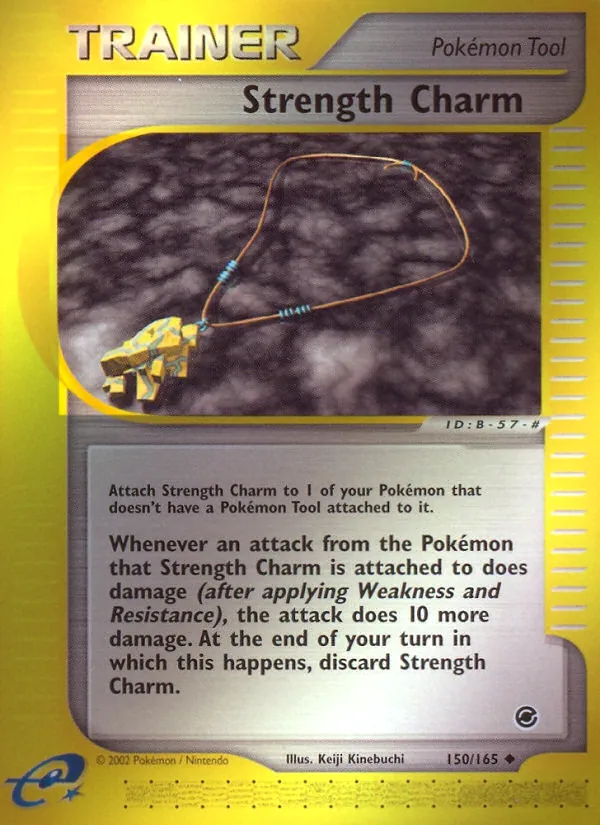 TRAINER
Pokémon Tool
Strength Charm
ID:B-57-#
Attach Strength Charm to 1 of your Pokémon that
doesn't have a Pokémon Tool attached to it.
Whenever an attack from the Pokémon
that Strength Charm is attached to does
damage (after applying Weakness and
Resistance), the attack does 10 more
damage. At the end of your turn in
which this happens, discard Strength
Charm.
© 2002 Pokémon / Nintendo
Illus. Keiji Kinebuchi
150/165
e